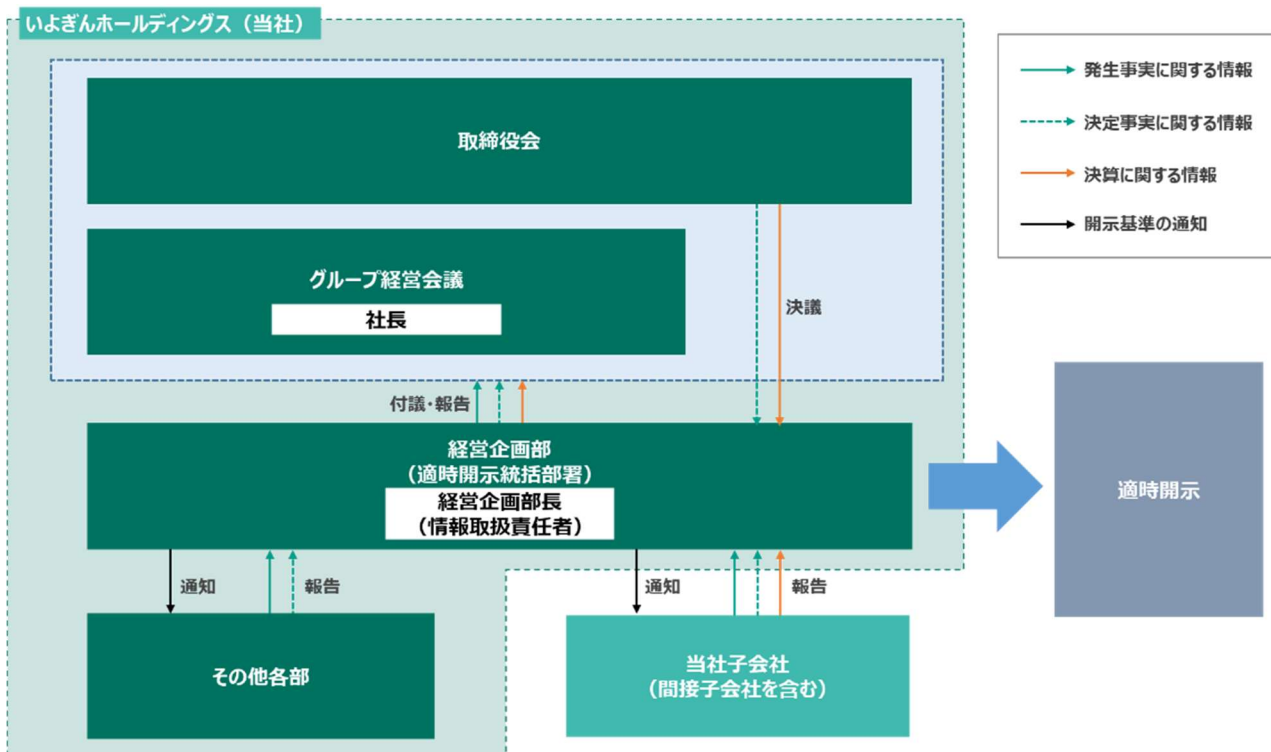 いよぎんホールディングス（当社）
取締役会
グループ経営会議
社長
決議
付議・報告
経営企画部
（適時開示統括部署）
経営企画部長
（情報取扱責任者）
通知
報告
通知
報告
その他各部
当社子会社
（間接子会社を含む）
発生事実に関する情報
決定事実に関する情報
決算に関する情報
開示基準の通知
適時開示